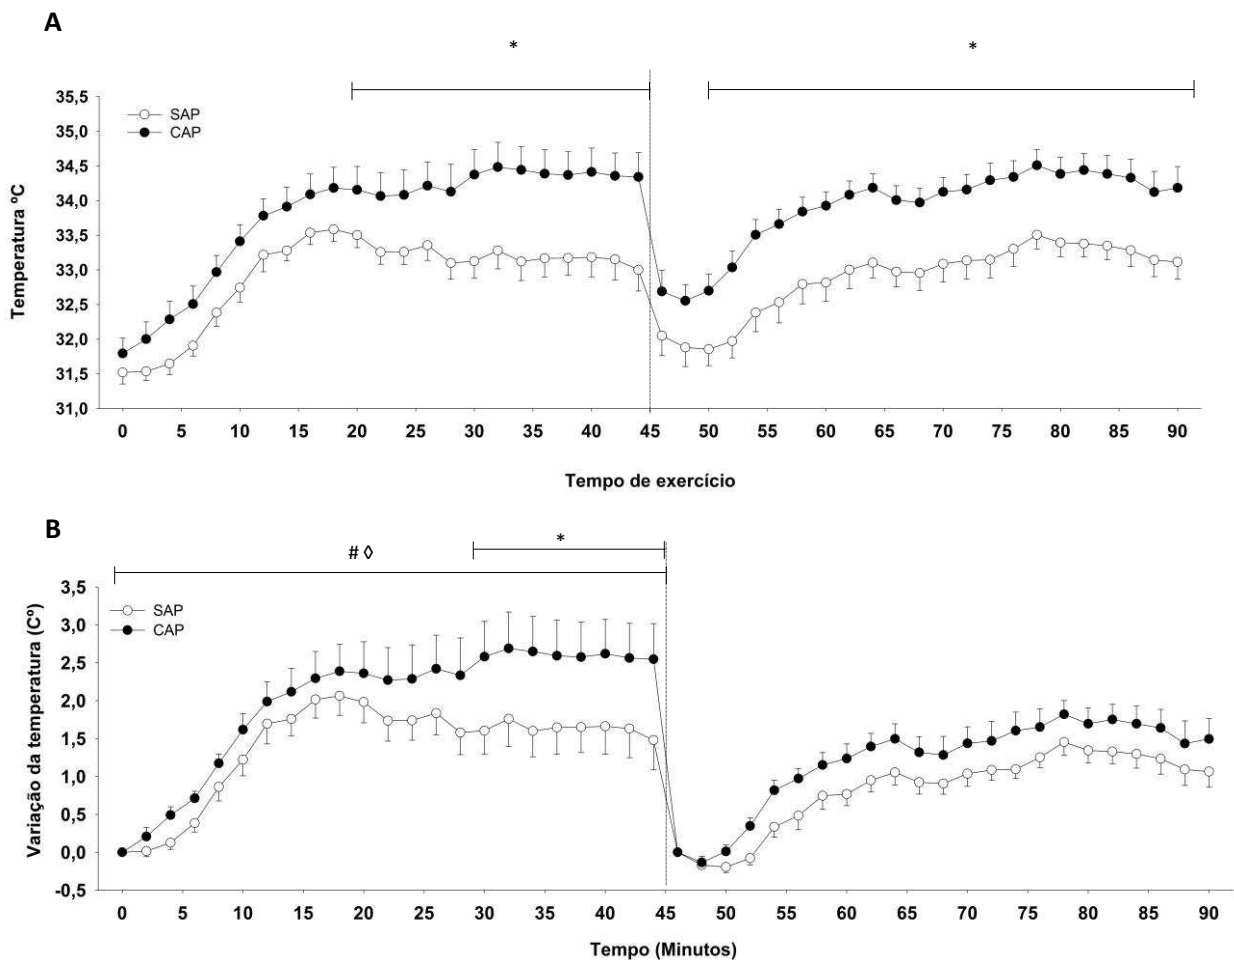 A
* *
35,5
SAP
CAP
35,0
34,5
34,0
33,5
33,0
32,5
32,0
31,5
31,0
Temperatura ºC
0 5 10 15 20 25 30 35 40 45 50 55 60 65 70 75 80 85 90
Tempo de exercício
B
# ◊ *
3,5
SAP
CAP
3,0
2,5
2,0
1,5
1,0
0,5
0,0
-0,5
Variação da temperatura (Cº)
0 5 10 15 20 25 30 35 40 45 50 55 60 65 70 75 80 85 90
Tempo (Minutos)